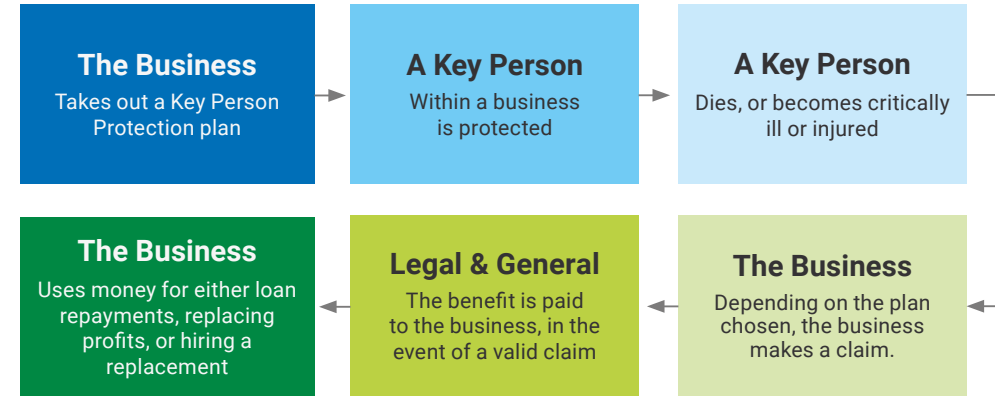 The Business
Takes out a Key Person
Protection plan
A Key Person
Within a business
is protected
A Key Person
Dies, or becomes critically
ill or injured
The Business
Depending on the plan
chosen, the business
makes a claim.
Legal & General
The benefit is paid
to the business, in the
event of a valid claim
The Business
Uses money for either loan
repayments, replacing
profits, or hiring a
replacement